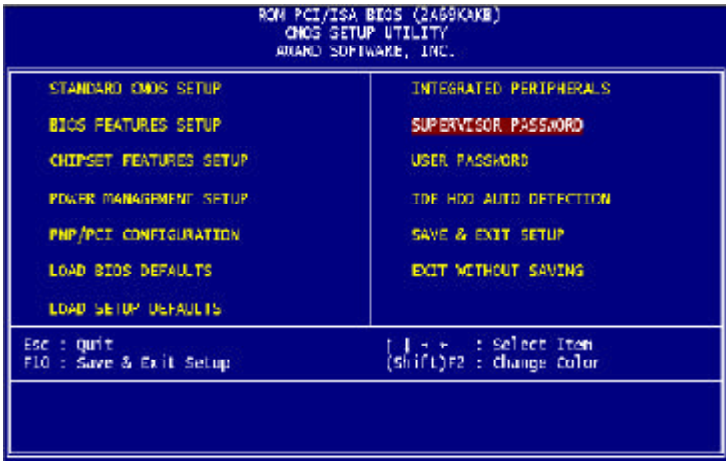 ROM PCI/ISA BIOS (2A69KAKB)
CMOS SETUP UTILITY
AWARD SOFTWARE, INC.
STANDARD CMOS SETUP
BIOS FEATURES SETUP
CHIPSET FEATURES SETUP
POWER MANAGEMENT SETUP
PNP/PCI CONFIGURATION
LOAD BIOS DEFAULTS
LOAD SETUP DEFAULTS
INTEGRATED PERIPHERALS
SUPERVISOR PASSWORD
USER PASSWORD
IDE HDD AUTO DETECTION
SAVE & EXIT SETUP
EXIT WITHOUT SAVING
Esc : Quit
F10 : Save & Exit Setup
: Select Item
(Shift)F2 : Change Color